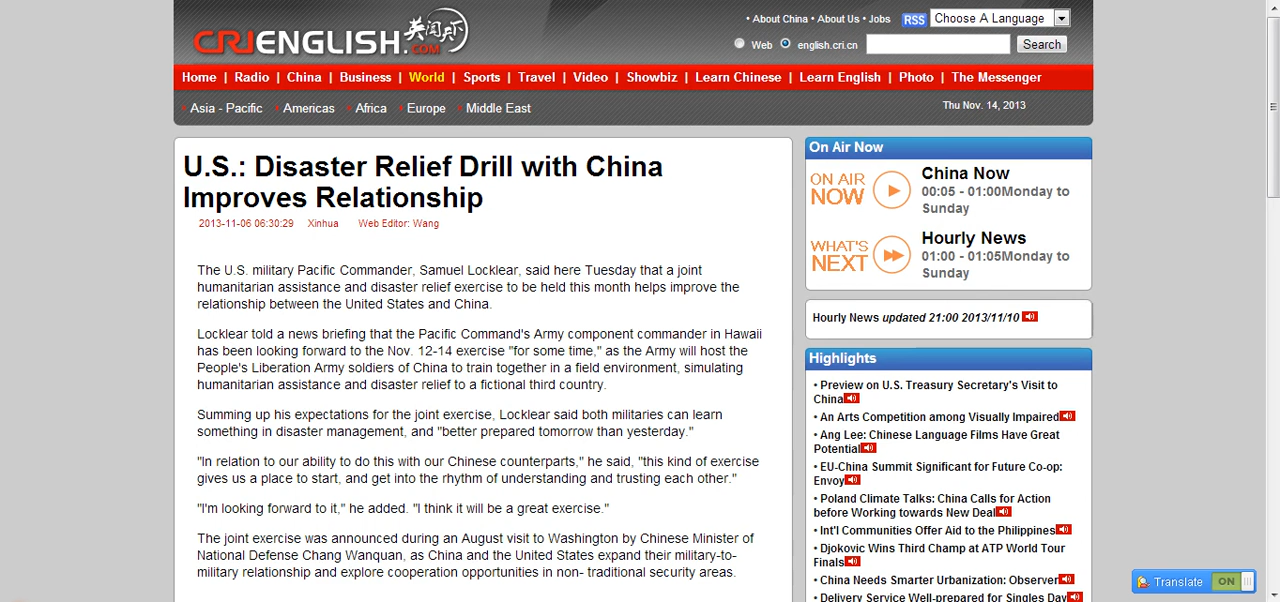 CRIENGLISH.COM 英闻天下
• About China • About Us • Jobs RSS Choose A Language
Web english.cri.cn Search
Home | Radio | China | Business | World | Sports | Travel | Video | Showbiz | Learn Chinese | Learn English | Photo | The Messenger
Asia - Pacific Americas Africa Europe Middle East Thu Nov. 14, 2013
U.S.: Disaster Relief Drill with China
Improves Relationship
2013-11-06 06:30:29 Xinhua Web Editor: Wang
The U.S. military Pacific Commander, Samuel Locklear, said here Tuesday that a joint
humanitarian assistance and disaster relief exercise to be held this month helps improve the
relationship between the United States and China.
Locklear told a news briefing that the Pacific Command's Army component commander in Hawaii
has been looking forward to the Nov. 12-14 exercise "for some time," as the Army will host the
People's Liberation Army soldiers of China to train together in a field environment, simulating
humanitarian assistance and disaster relief to a fictional third country.
Summing up his expectations for the joint exercise, Locklear said both militaries can learn
something in disaster management, and "better prepared tomorrow than yesterday."
"In relation to our ability to do this with our Chinese counterparts," he said, "this kind of exercise
gives us a place to start, and get into the rhythm of understanding and trusting each other."
"I'm looking forward to it," he added. "I think it will be a great exercise."
The joint exercise was announced during an August visit to Washington by Chinese Minister of
National Defense Chang Wanquan, as China and the United States expand their military-to-
military relationship and explore cooperation opportunities in non- traditional security areas.
On Air Now
ON AIR
NOW
China Now
00:05 - 01:00Monday to
Sunday
WHAT'S
NEXT
Hourly News
01:00 - 01:05Monday to
Sunday
Hourly News updated 21:00 2013/11/10
Highlights
• Preview on U.S. Treasury Secretary's Visit to
China
• An Arts Competition among Visually Impaired
• Ang Lee: Chinese Language Films Have Great
Potential
• EU-China Summit Significant for Future Co-op:
Envoy
• Poland Climate Talks: China Calls for Action
before Working towards New Deal
• Int'l Communities Offer Aid to the Philippines
• Djokovic Wins Third Champ at ATP World Tour
Finals
• China Needs Smarter Urbanization: Observer
• Delivery Service Well-prepared for Singles Day
Translate ON